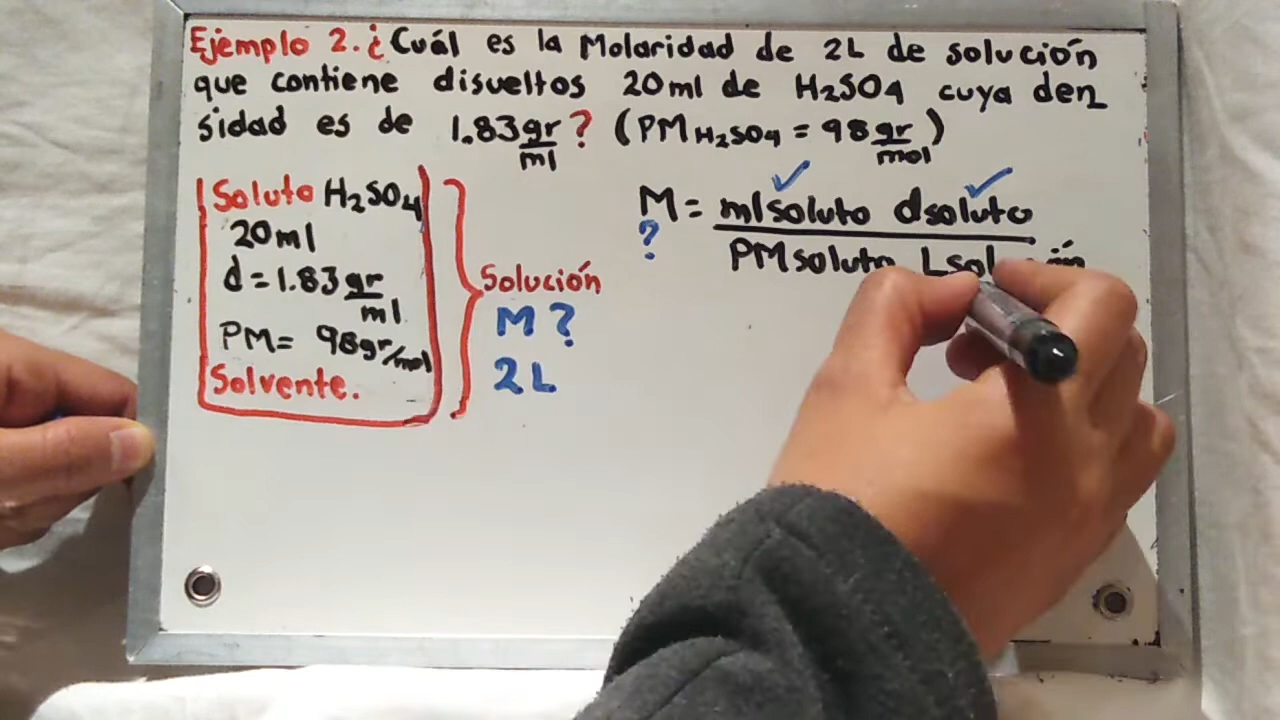 Ejemplo 2. ¿Cuál es la Molaridad de 2L de solución
que contiene disueltos 20ml de H₂SO4 cuya den
sidad es de 1.83 gr/ml? (PM H₂SO4 = 98 gr/mol)
Soluto H₂SO4
20ml
d = 1.83 gr/ml
PM= 98gr/mol
Solvente.
Solución
M?
2L
M = mlsoluto dsoluto
?
PMsoluto